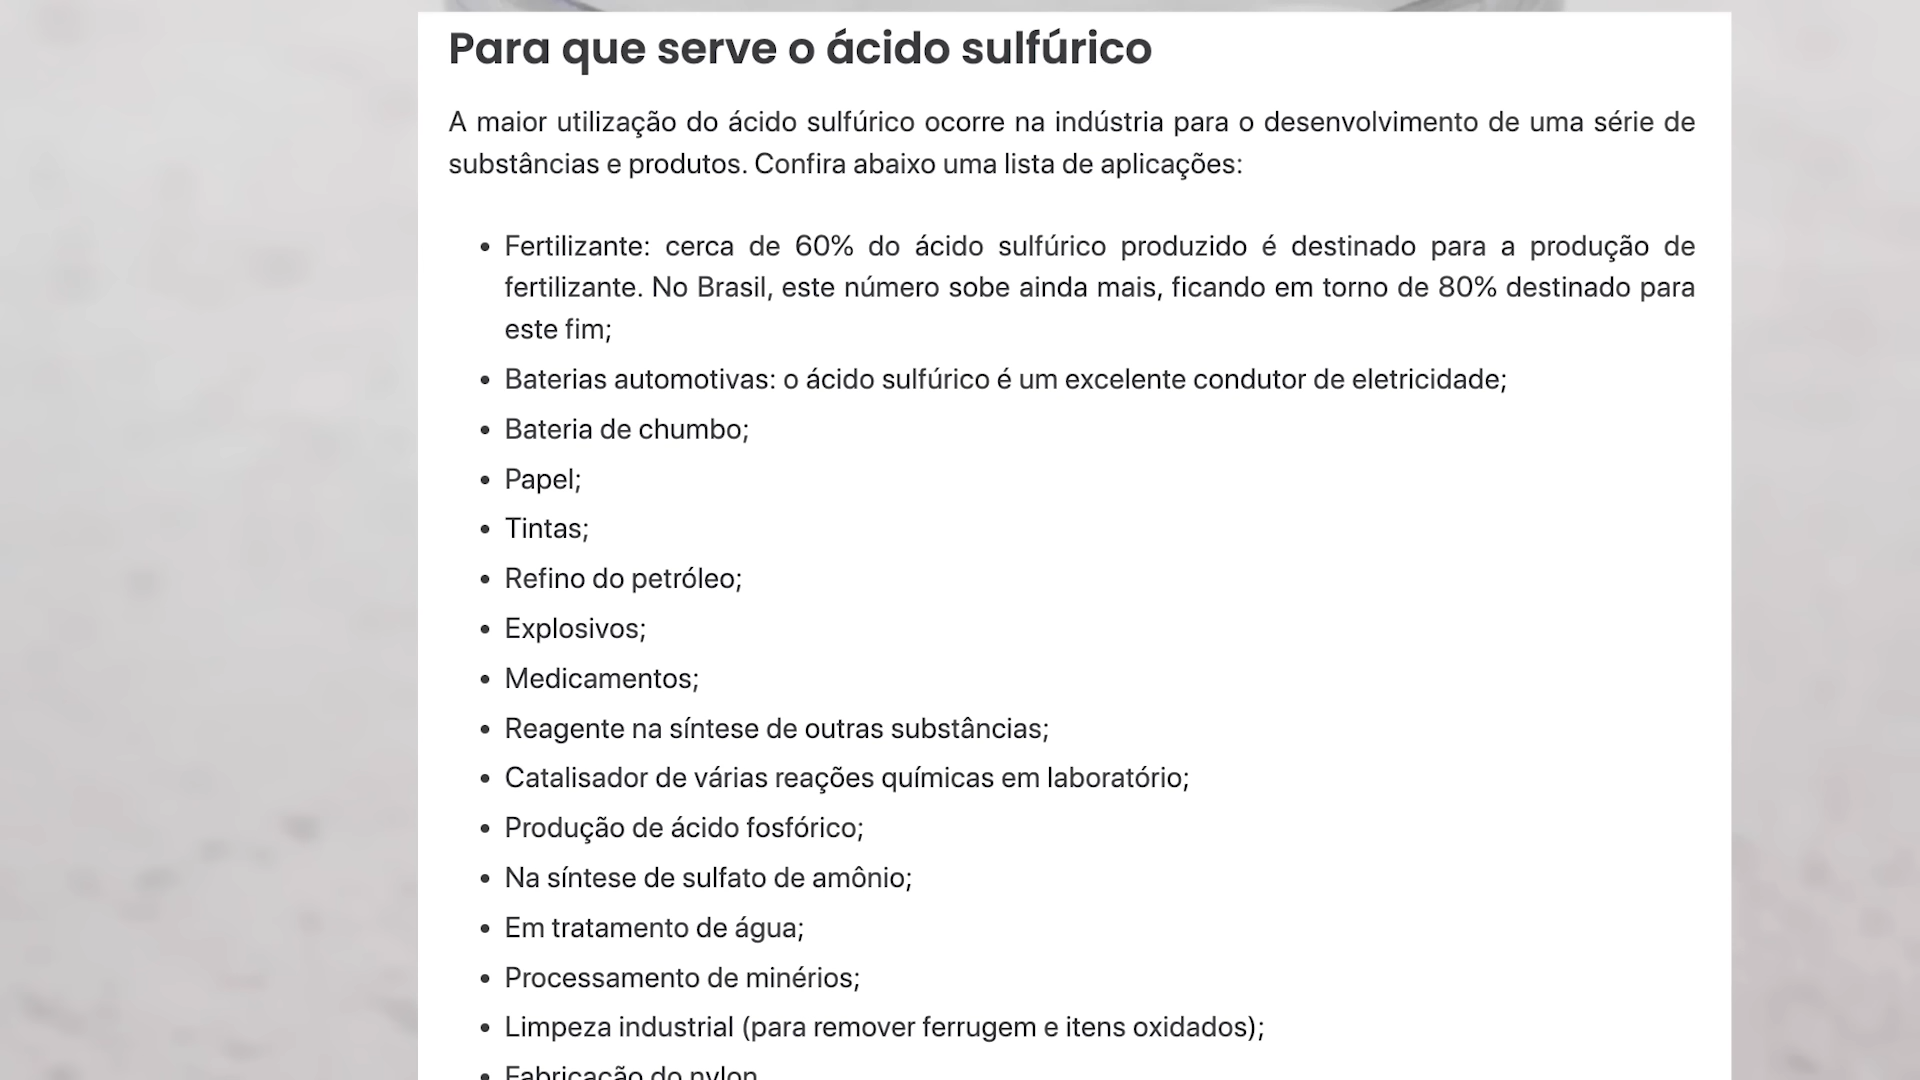 Para que serve o ácido sulfúrico
A maior utilização do ácido sulfúrico ocorre na indústria para o desenvolvimento de uma série de
substâncias e produtos. Confira abaixo uma lista de aplicações:
• Fertilizante: cerca de 60% do ácido sulfúrico produzido é destinado para a produção de
fertilizante. No Brasil, este número sobe ainda mais, ficando em torno de 80% destinado para
este fim;
• Baterias automotivas: o ácido sulfúrico é um excelente condutor de eletricidade;
• Bateria de chumbo;
• Papel;
• Tintas;
• Refino do petróleo;
• Explosivos;
• Medicamentos;
• Reagente na síntese de outras substâncias;
• Catalisador de várias reações químicas em laboratório;
• Produção de ácido fosfórico;
• Na síntese de sulfato de amônio;
• Em tratamento de água;
• Processamento de minérios;
• Limpeza industrial (para remover ferrugem e itens oxidados);
• Fabricação do nylon